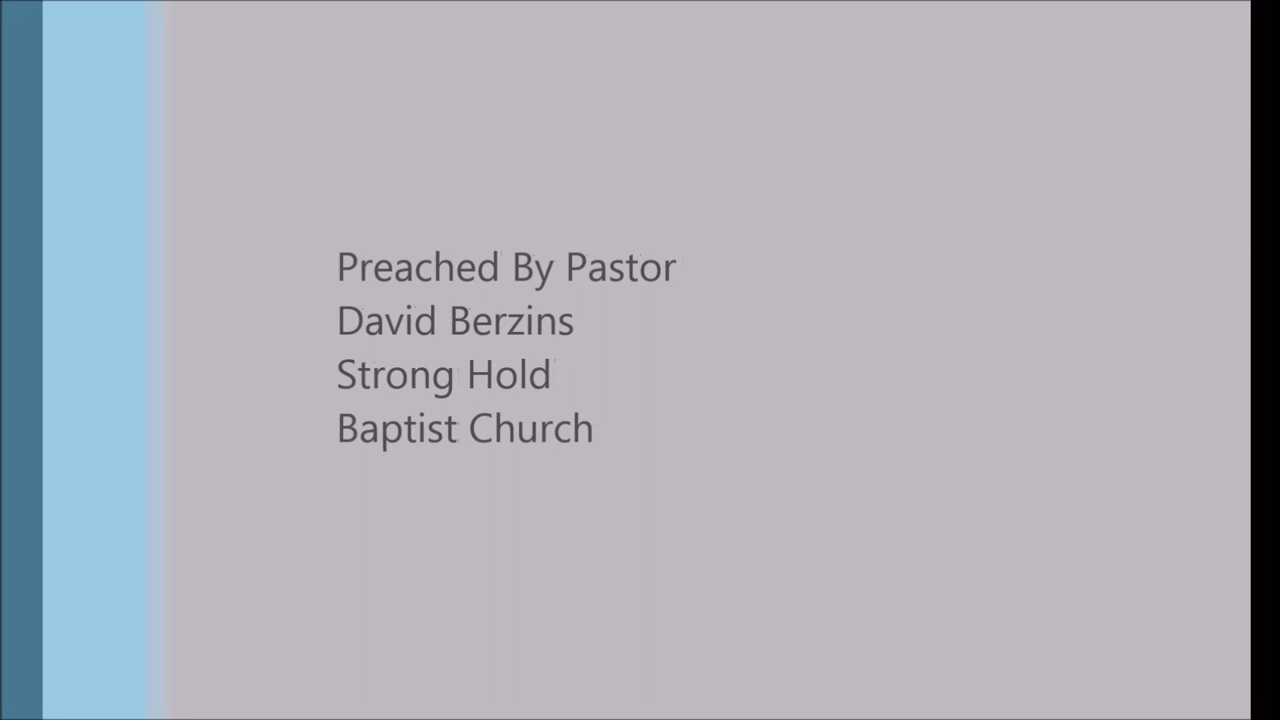 Preached By Pastor
David Berzins
Strong Hold
Baptist Church